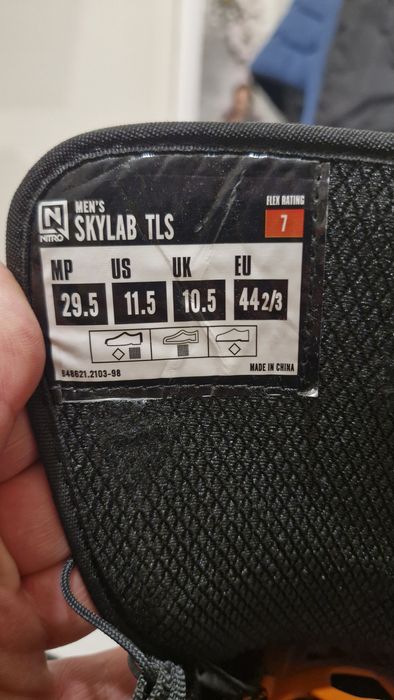 NITRO
MEN'S
SKYLAB TLS
FLEX RATING
7
MP US UK EU
29.5 11.5 10.5 44 2/3
848621.2103-98
MADE IN CHINA